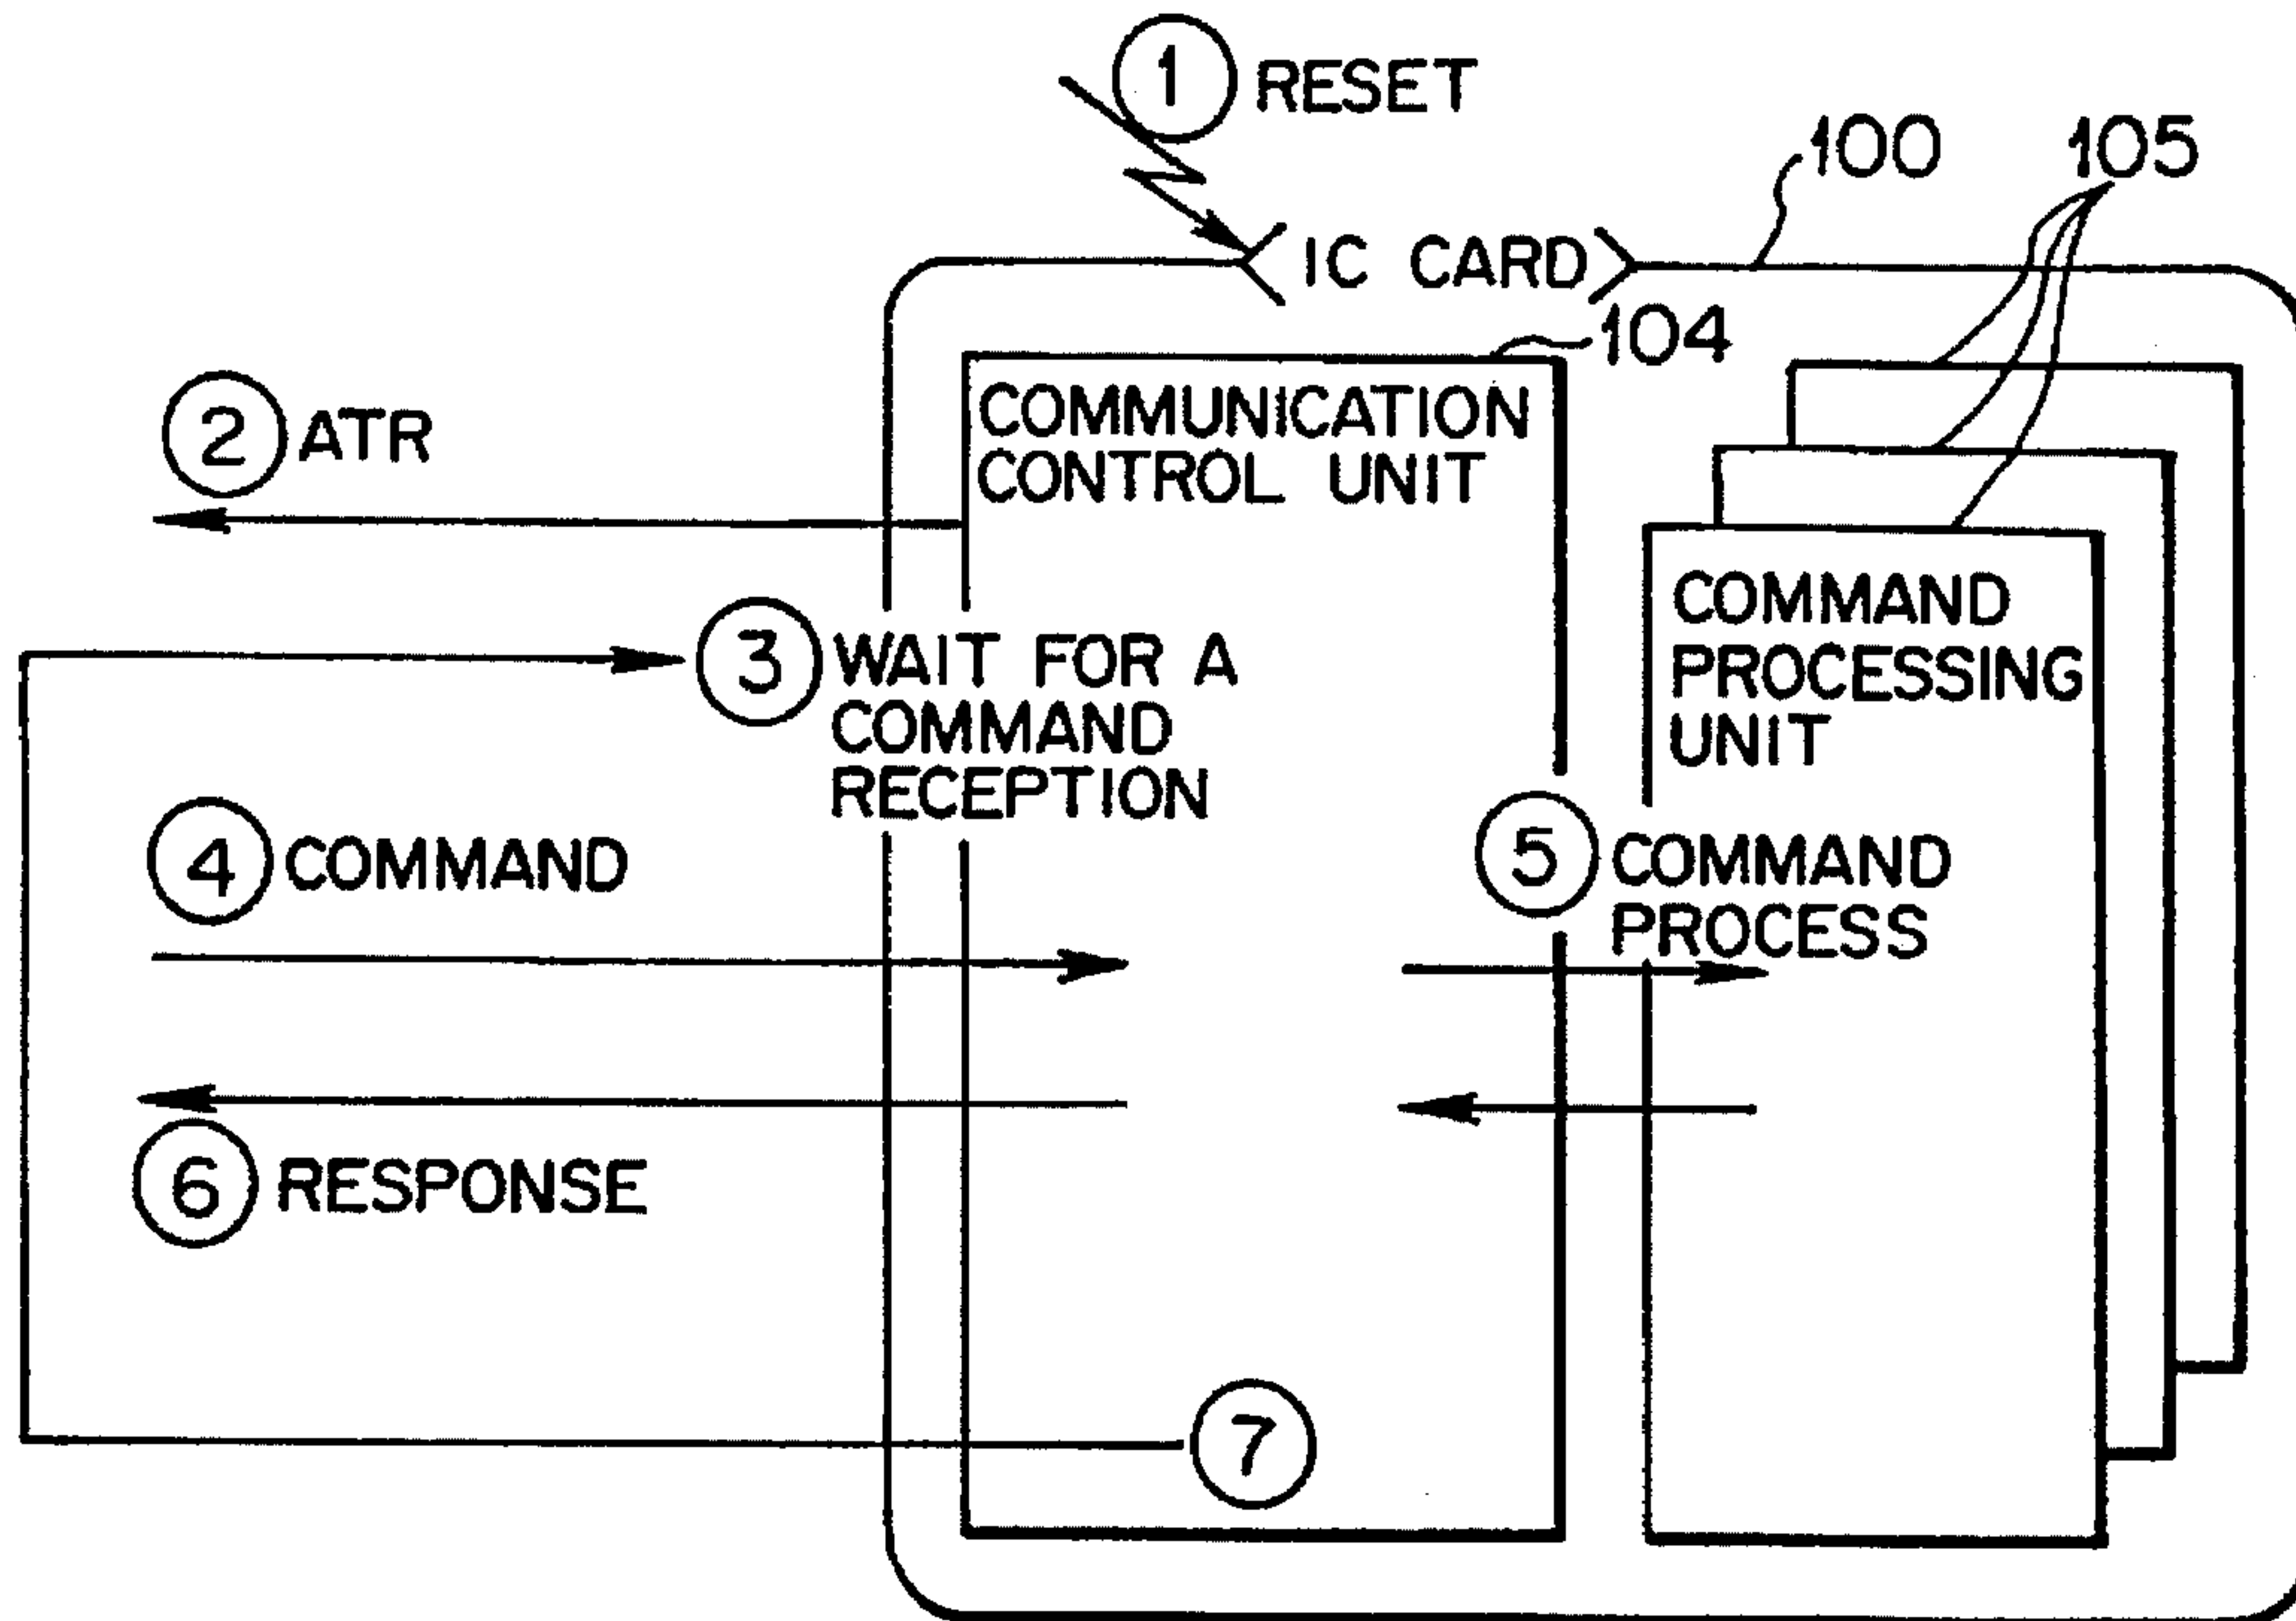 1 RESET
100
105
IC CARD
104
COMMUNICATION
CONTROL UNIT
2 ATR
COMMAND
PROCESSING
UNIT
3 WAIT FOR A
COMMAND
RECEPTION
4 COMMAND
5 COMMAND
PROCESS
6 RESPONSE
7